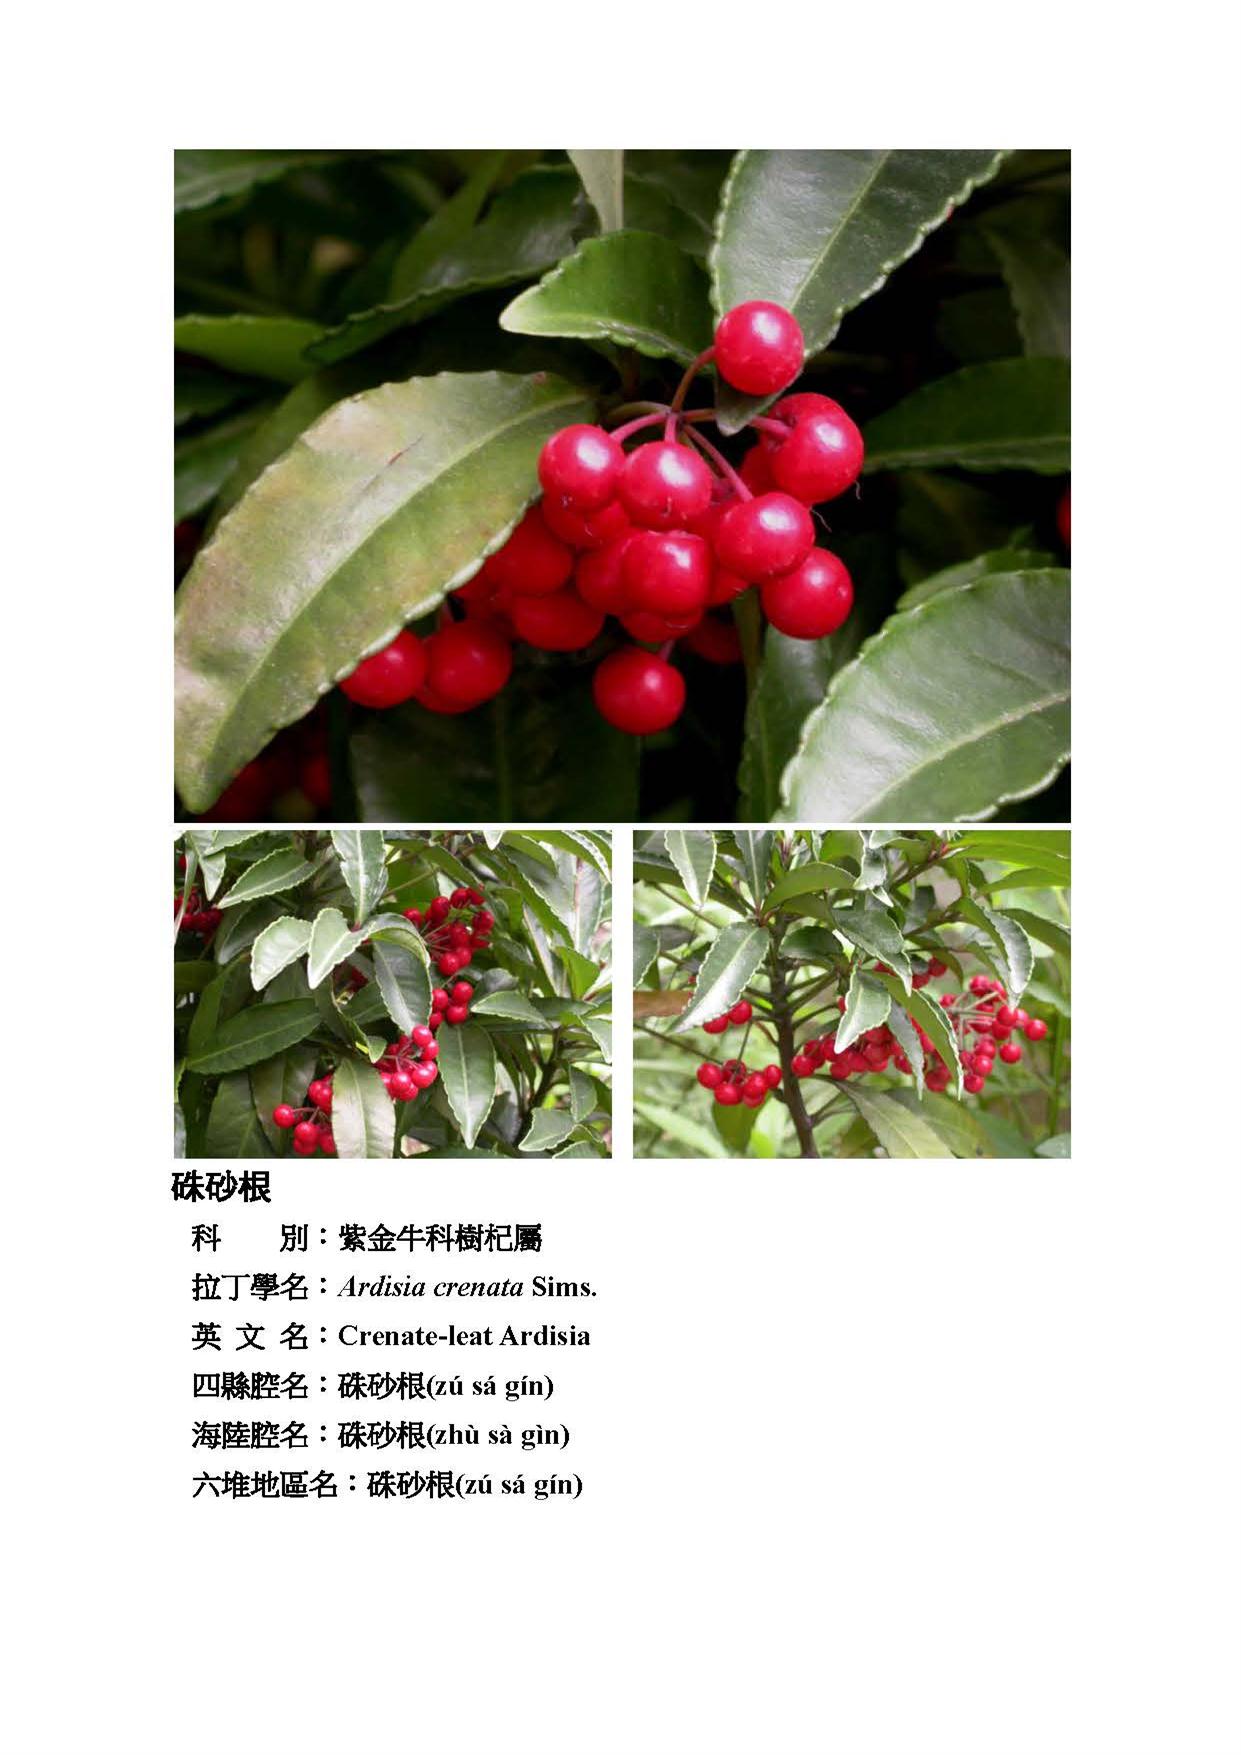 硃砂根
科　　別：紫金牛科樹杞屬
拉丁學名：Ardisia crenata Sims.
英 文 名：Crenate-leat Ardisia
四縣腔名：硃砂根(zú sá gín)
海陸腔名：硃砂根(zhù sà gìn)
六堆地區名：硃砂根(zú sá gín)